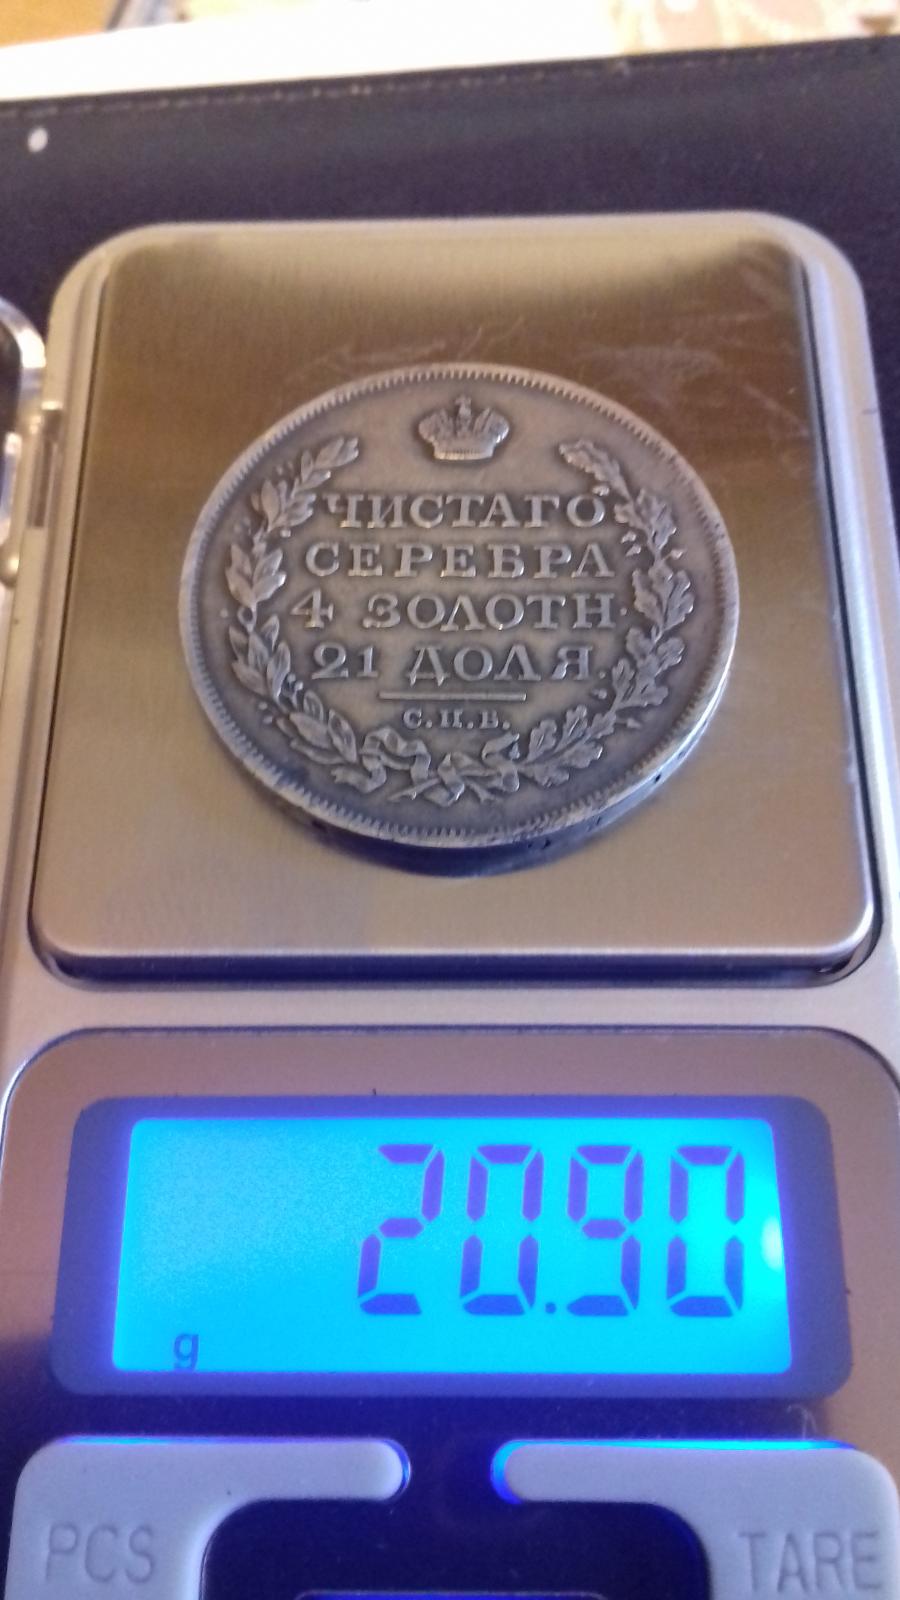 ЧИСТАГО
СЕРЕБРА
4 ЗОЛОТН.
21 ДОЛЯ.
С.П.Б.
20.90
g
PCS
TARE